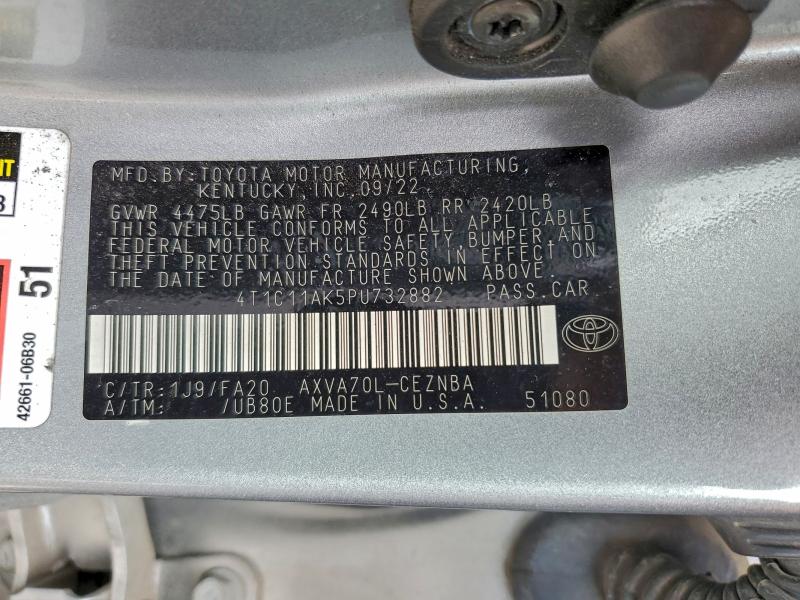 MFD.BY:TOYOTA MOTOR MANUFACTURING,
KENTUCKY,INC.09/22
GVWR 4475LB GAWR FR 2490LB RR 2420LB
THIS VEHICLE CONFORMS TO ALL APPLICABLE
FEDERAL MOTOR VEHICLE SAFETY,BUMPER,AND
THEFT PREVENTION STANDARDS IN EFFECT ON
THE DATE OF MANUFACTURE SHOWN ABOVE.
4T1C11AK5PU732882 PASS.CAR
C/TR:1J9/FA20 AXVA70L-CEZNBA
A/TM: /UB80E MADE IN U.S.A. 51080
51
42661-06B30